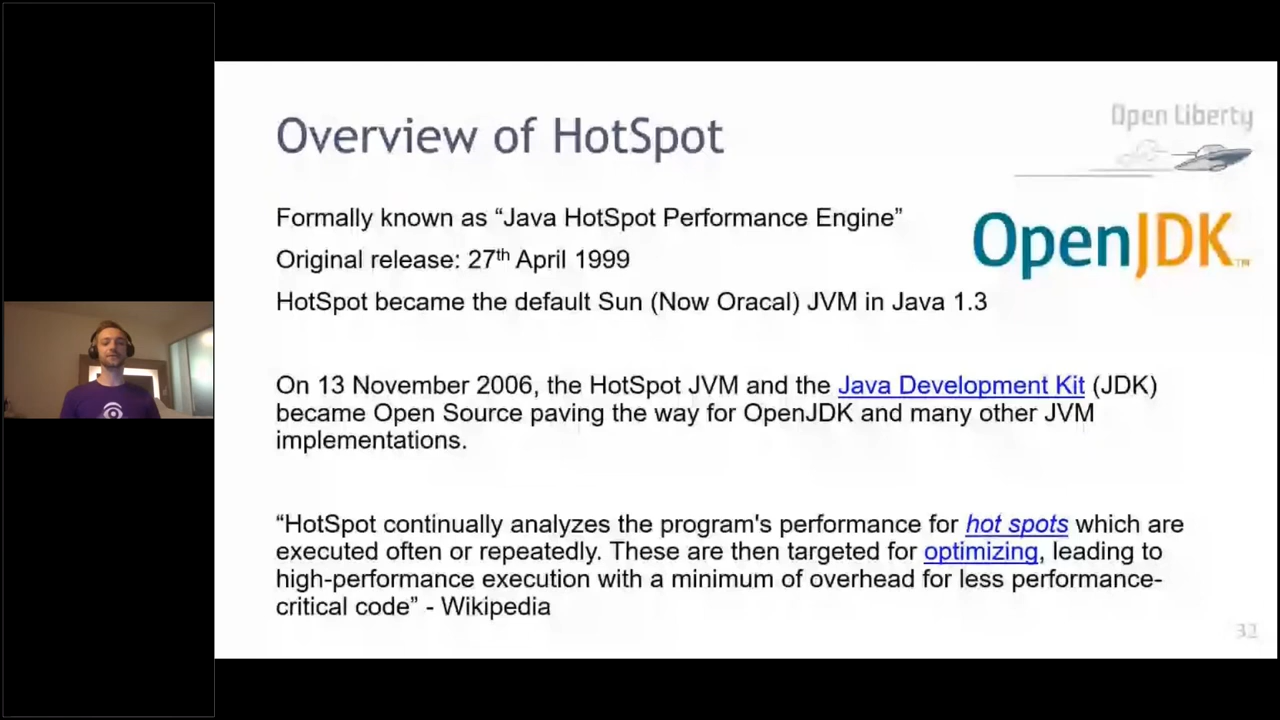 Overview of HotSpot
Open Liberty
Formally known as “Java HotSpot Performance Engine”
OpenJDK™
Original release: 27th April 1999
HotSpot became the default Sun (Now Oracal) JVM in Java 1.3
On 13 November 2006, the HotSpot JVM and the Java Development Kit (JDK)
became Open Source paving the way for OpenJDK and many other JVM
implementations.
“HotSpot continually analyzes the program's performance for hot spots which are
executed often or repeatedly. These are then targeted for optimizing, leading to
high-performance execution with a minimum of overhead for less performance-
critical code” - Wikipedia
32